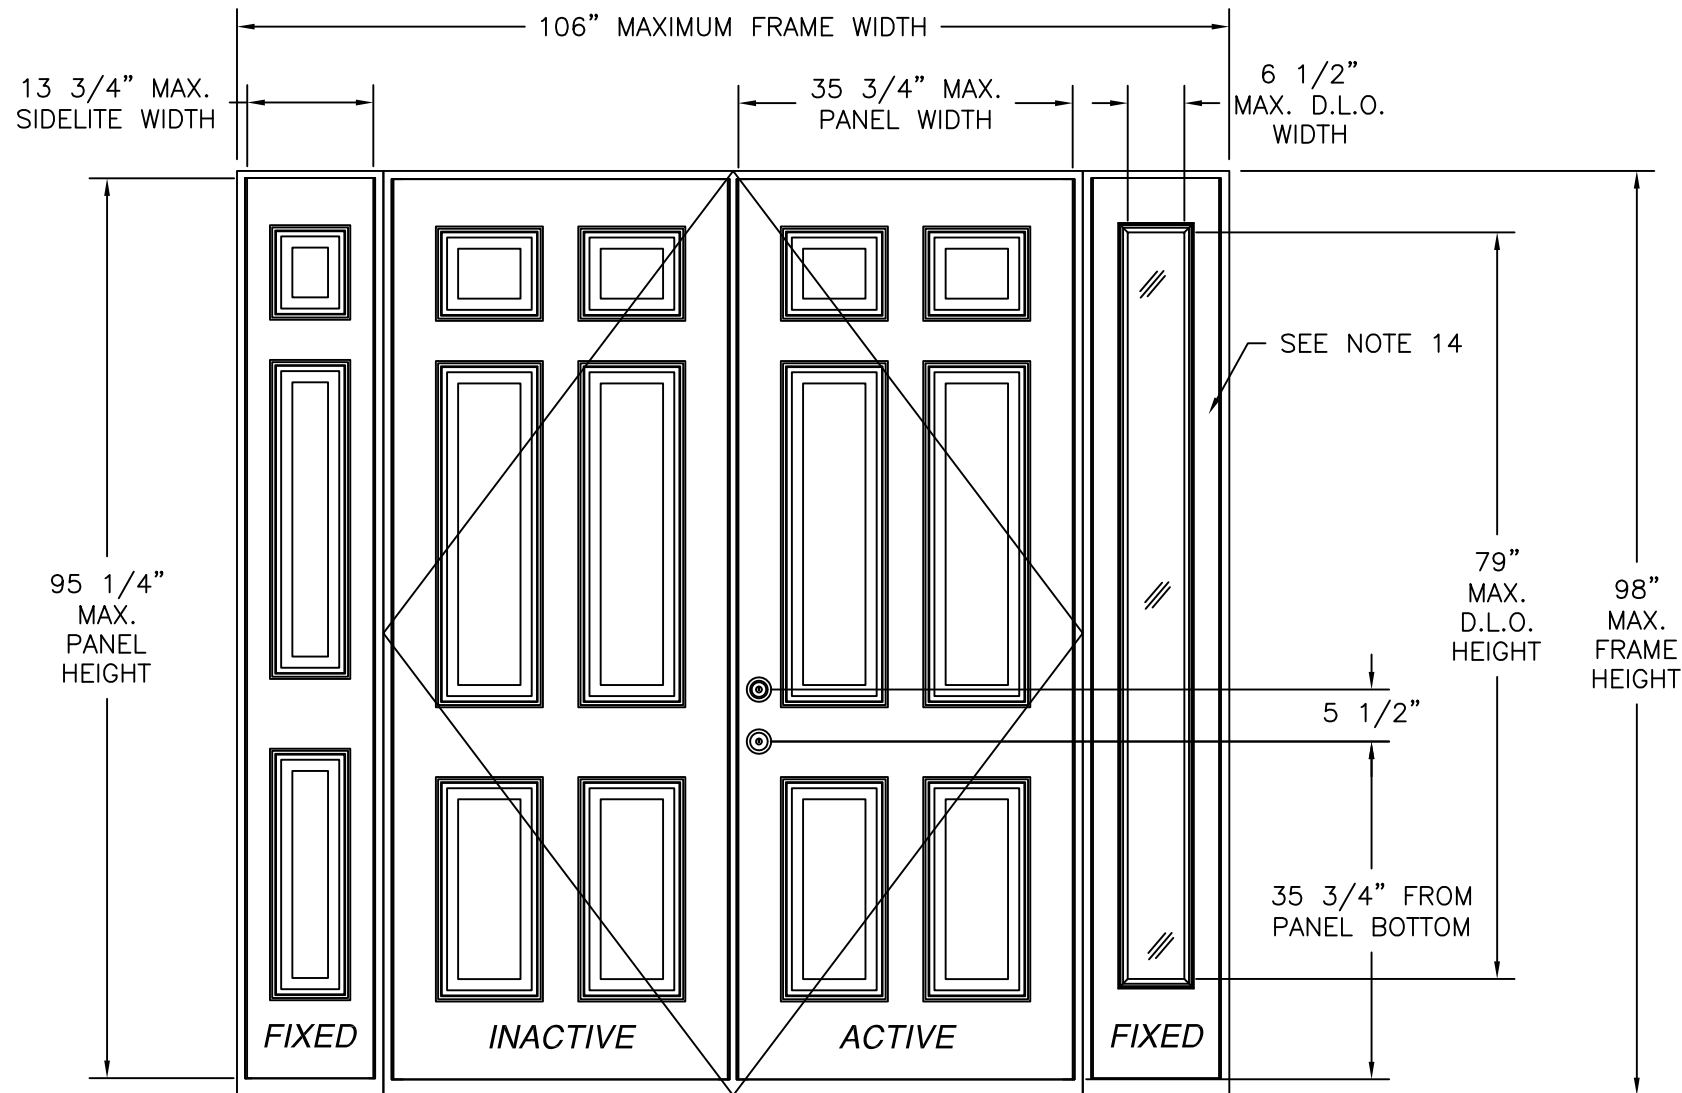 106” MAXIMUM FRAME WIDTH
13 3/4” MAX.
SIDELITE WIDTH
35 3/4” MAX.
PANEL WIDTH
6 1/2”
MAX. D.L.O.
WIDTH
SEE NOTE 14
95 1/4”
MAX.
PANEL
HEIGHT
79”
MAX.
D.L.O.
HEIGHT
98”
MAX.
FRAME
HEIGHT
5 1/2”
35 3/4” FROM
PANEL BOTTOM
FIXED
INACTIVE
ACTIVE
FIXED